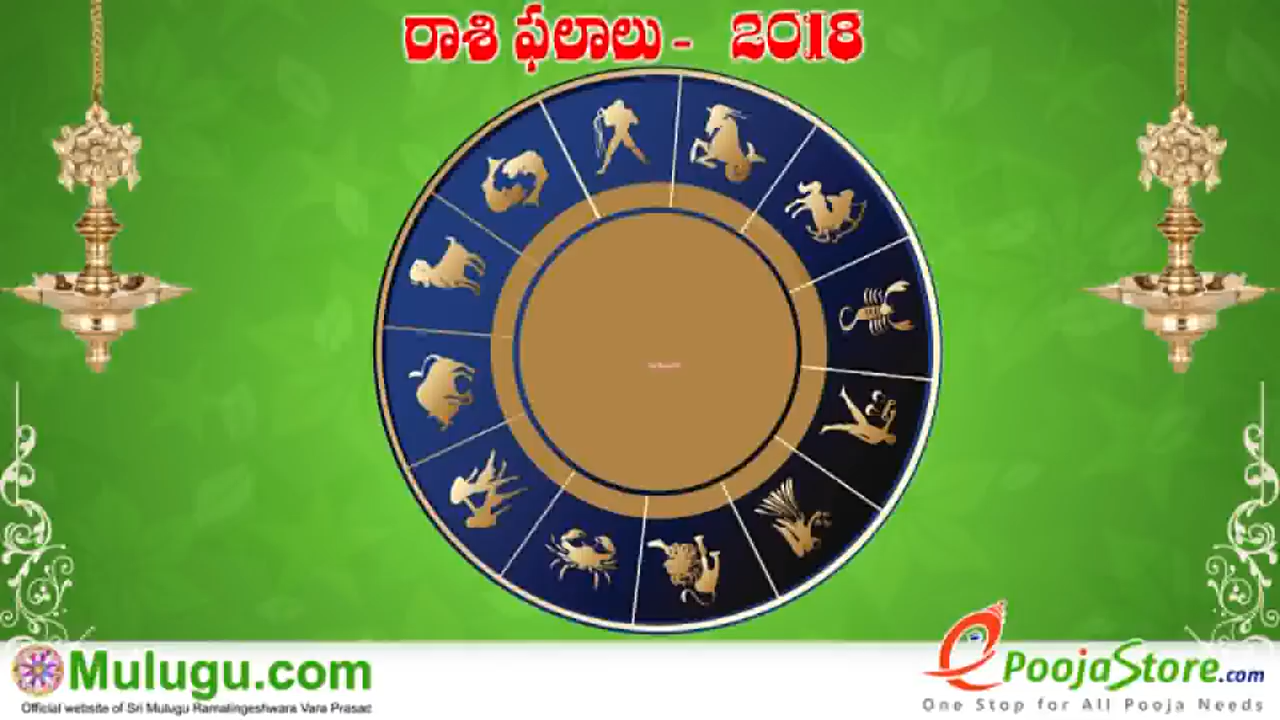 రాశి ఫలాలు - 2018
Mulugu.com
Official website of Sri Mulugu Ramalingeshwara Vara Prasad
ePoojaStore.com
One Stop for All Pooja Needs